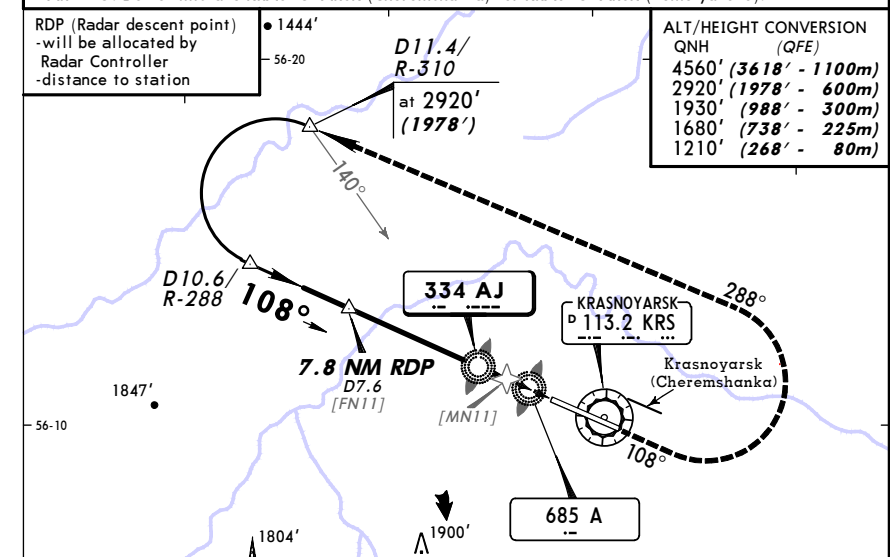 RDP (Radar descent point)
-will be allocated by
Radar Controller
-distance to station
1444'
56-20
D11.4/
R-310
at 2920'
(1978')
ALT/HEIGHT CONVERSION
QNH (QFE)
4560' (3618' - 1100m)
2920' (1978' - 600m)
1930' (988' - 300m)
1680' (738' - 225m)
1210' (268' - 80m)
140°
D10.6/
R-288
108°
334 AJ
288°
KRASNOYARSK
D 113.2 KRS
7.8 NM RDP
D7.6
[FN11]
Krasnoyarsk
(Cheremshanka)
1847'
[MN11]
56-10
108°
685 A
1804'
1900'